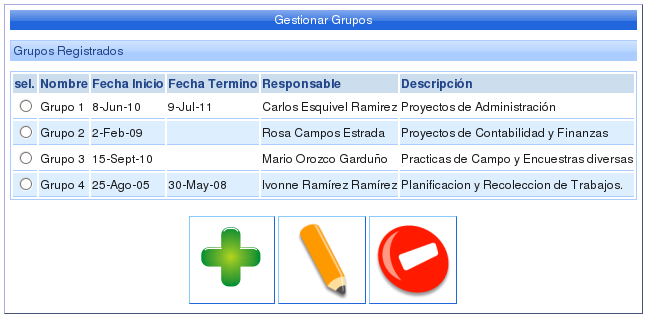 Gestionar Grupos
Grupos Registrados
sel. Nombre Fecha Inicio Fecha Termino Responsable Descripción
Grupo 1 8-Jun-10 9-Jul-11 Carlos Esquivel Ramirez Proyectos de Administración
Grupo 2 2-Feb-09 Rosa Campos Estrada Proyectos de Contabilidad y Finanzas
Grupo 3 15-Sept-10 Mario Orozco Garduño Practicas de Campo y Encuestras diversas
Grupo 4 25-Ago-05 30-May-08 Ivonne Ramírez Ramírez Planificacion y Recoleccion de Trabajos.